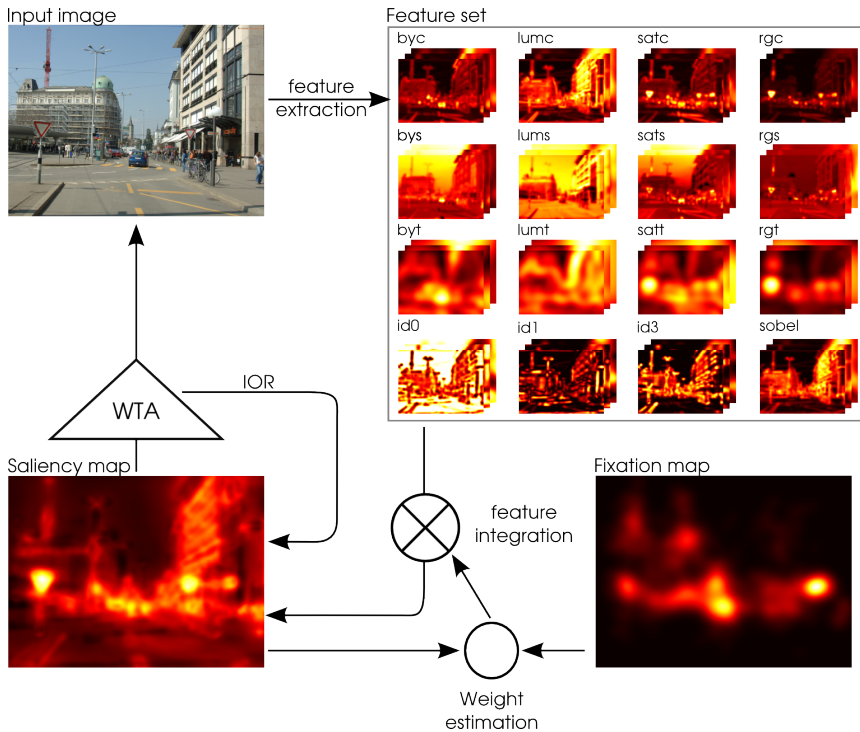 Input image
Feature set
feature
extraction
byc
lumc
satc
rgc
bys
lums
sats
rgs
byt
lumt
satt
rgt
id0
id1
id3
sobel
IOR
WTA
Saliency map
Fixation map
feature
integration
Weight
estimation